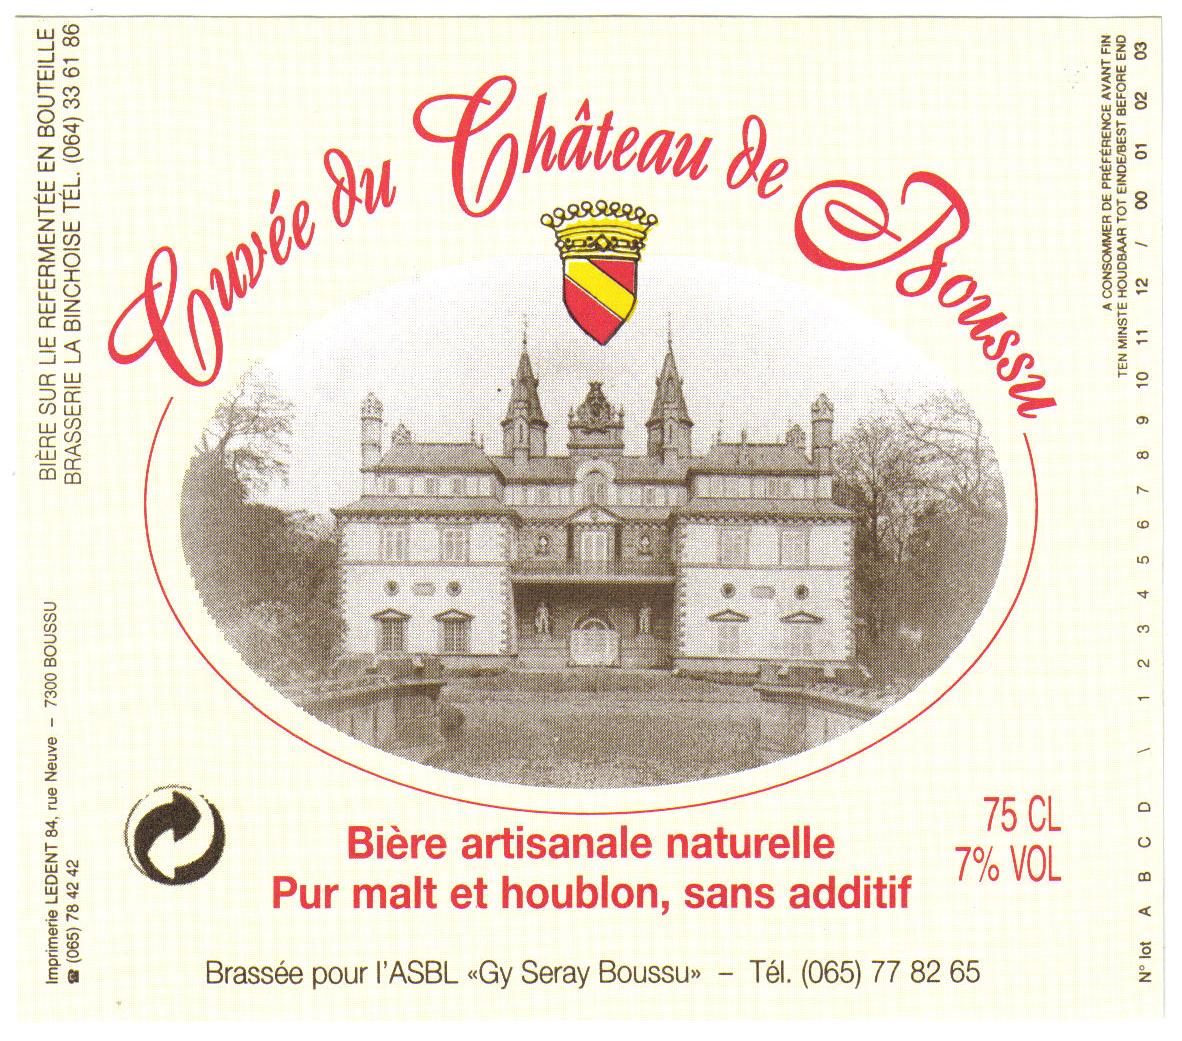 Cuvée du Château de Boussu
Bière artisanale naturelle
Pur malt et houblon, sans additif
75 CL
7% VOL
Brassée pour l'ASBL «Gy Seray Boussu» – Tél. (065) 77 82 65
BIÈRE SUR LIE REFERMENTÉE EN BOUTEILLE
BRASSERIE LA BINCHOISE TÉL. (064) 33 61 86
Imprimerie LEDENT 84, rue Neuve – 7300 BOUSSU
☎ (065) 78 42 42
A CONSOMMER DE PRÉFÉRENCE AVANT FIN
TEN MINSTE HOUDBAAR TOT EINDE/BEST BEFORE END
N° lot A B C D \ 1 2 3 4 5 6 7 8 9 10 11 12 / 00 01 02 03